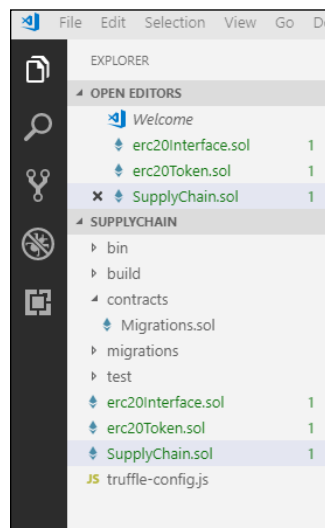 File Edit Selection View Go D
EXPLORER
OPEN EDITORS
Welcome
erc20Interface.sol 1
erc20Token.sol 1
SupplyChain.sol 1
SUPPLYCHAIN
bin
build
contracts
Migrations.sol
migrations
test
erc20Interface.sol 1
erc20Token.sol 1
SupplyChain.sol 1
JS truffle-config.js